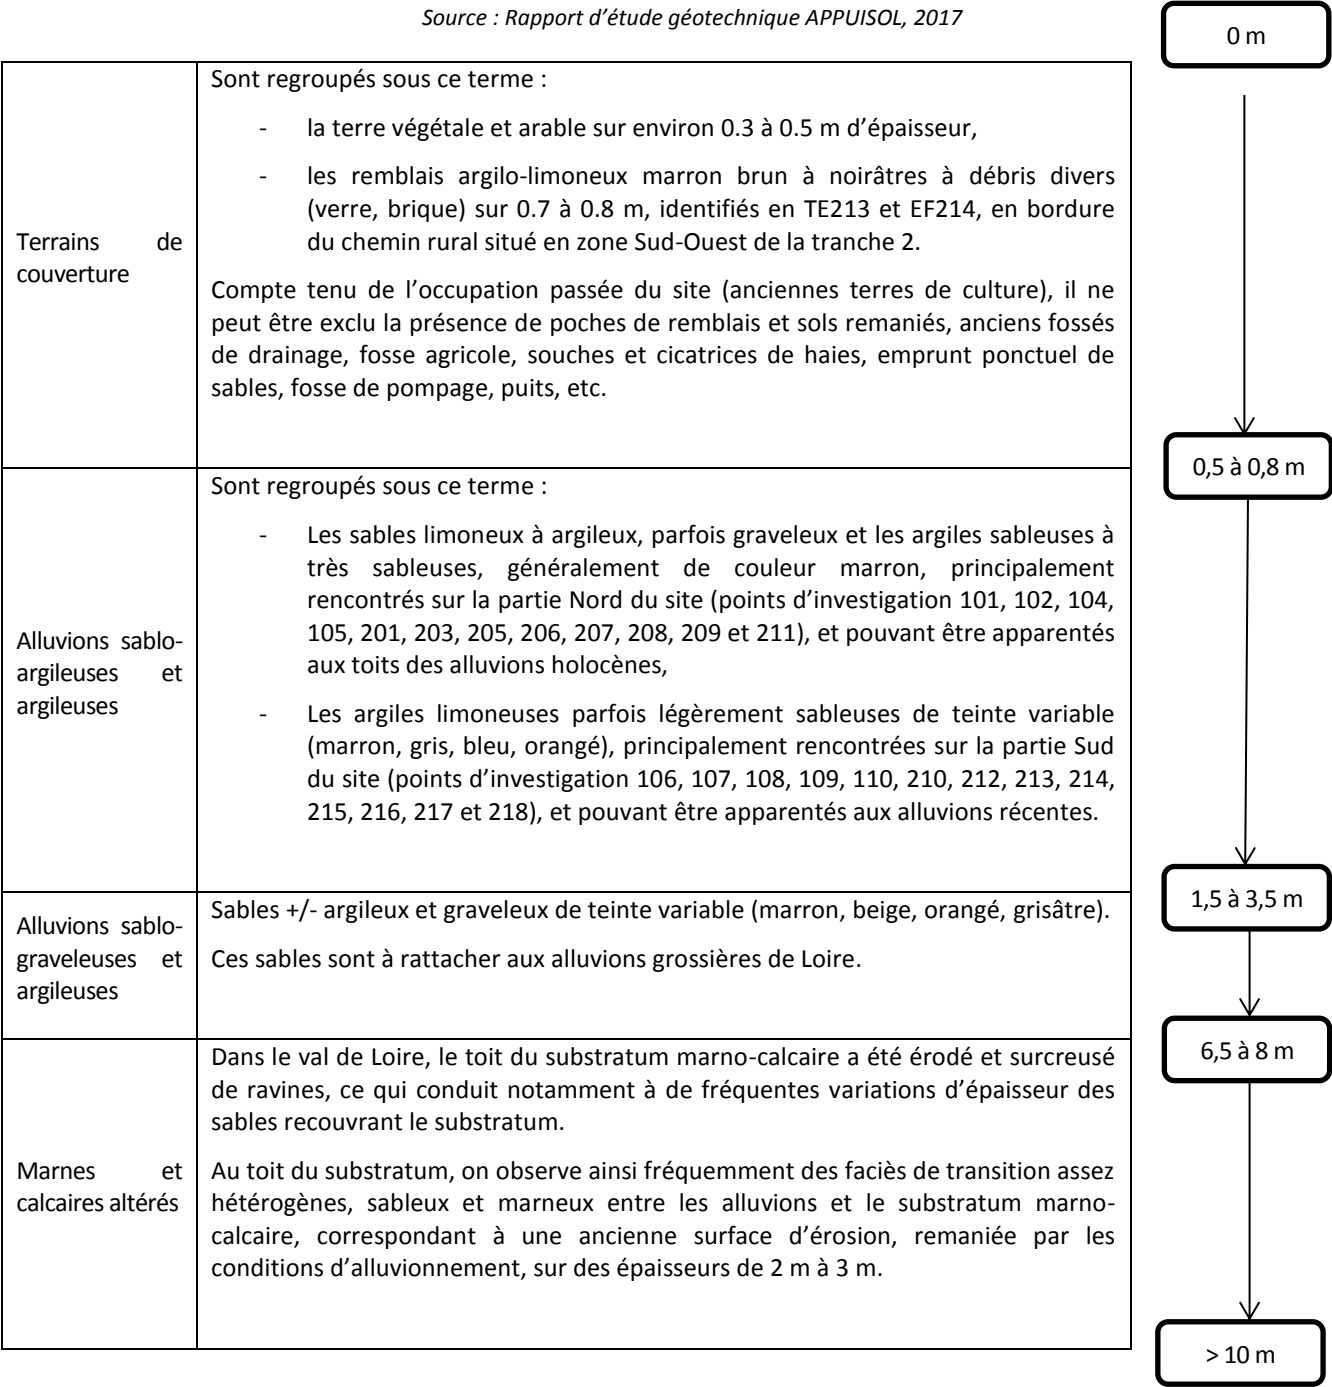 Source : Rapport d’étude géotechnique APPUISOL, 2017
0 m
Terrains de
couverture
Sont regroupés sous ce terme :
- la terre végétale et arable sur environ 0.3 à 0.5 m d’épaisseur,
- les remblais argilo-limoneux marron brun à noirâtres à débris divers
(verre, brique) sur 0.7 à 0.8 m, identifiés en TE213 et EF214, en bordure
du chemin rural situé en zone Sud-Ouest de la tranche 2.
Compte tenu de l’occupation passée du site (anciennes terres de culture), il ne
peut être exclu la présence de poches de remblais et sols remaniés, anciens fossés
de drainage, fosse agricole, souches et cicatrices de haies, emprunt ponctuel de
sables, fosse de pompage, puits, etc.
0,5 à 0,8 m
Alluvions sablo-
argileuses et
argileuses
Sont regroupés sous ce terme :
- Les sables limoneux à argileux, parfois graveleux et les argiles sableuses à
très sableuses, généralement de couleur marron, principalement
rencontrés sur la partie Nord du site (points d’investigation 101, 102, 104,
105, 201, 203, 205, 206, 207, 208, 209 et 211), et pouvant être apparentés
aux toits des alluvions holocènes,
- Les argiles limoneuses parfois légèrement sableuses de teinte variable
(marron, gris, bleu, orangé), principalement rencontrées sur la partie Sud
du site (points d’investigation 106, 107, 108, 109, 110, 210, 212, 213, 214,
215, 216, 217 et 218), et pouvant être apparentés aux alluvions récentes.
1,5 à 3,5 m
Alluvions sablo-
graveleuses et
argileuses
Sables +/- argileux et graveleux de teinte variable (marron, beige, orangé, grisâtre).
Ces sables sont à rattacher aux alluvions grossières de Loire.
6,5 à 8 m
Marnes et
calcaires altérés
Dans le val de Loire, le toit du substratum marno-calcaire a été érodé et surcreusé
de ravines, ce qui conduit notamment à de fréquentes variations d’épaisseur des
sables recouvrant le substratum.
Au toit du substratum, on observe ainsi fréquemment des faciès de transition assez
hétérogènes, sableux et marneux entre les alluvions et le substratum marno-
calcaire, correspondant à une ancienne surface d’érosion, remaniée par les
conditions d’alluvionnement, sur des épaisseurs de 2 m à 3 m.
> 10 m